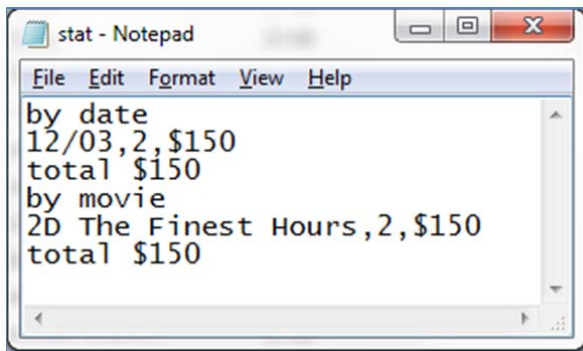 stat - Notepad
File Edit Format View Help
by date
12/03,2,$150
total $150
by movie
2D The Finest Hours,2,$150
total $150